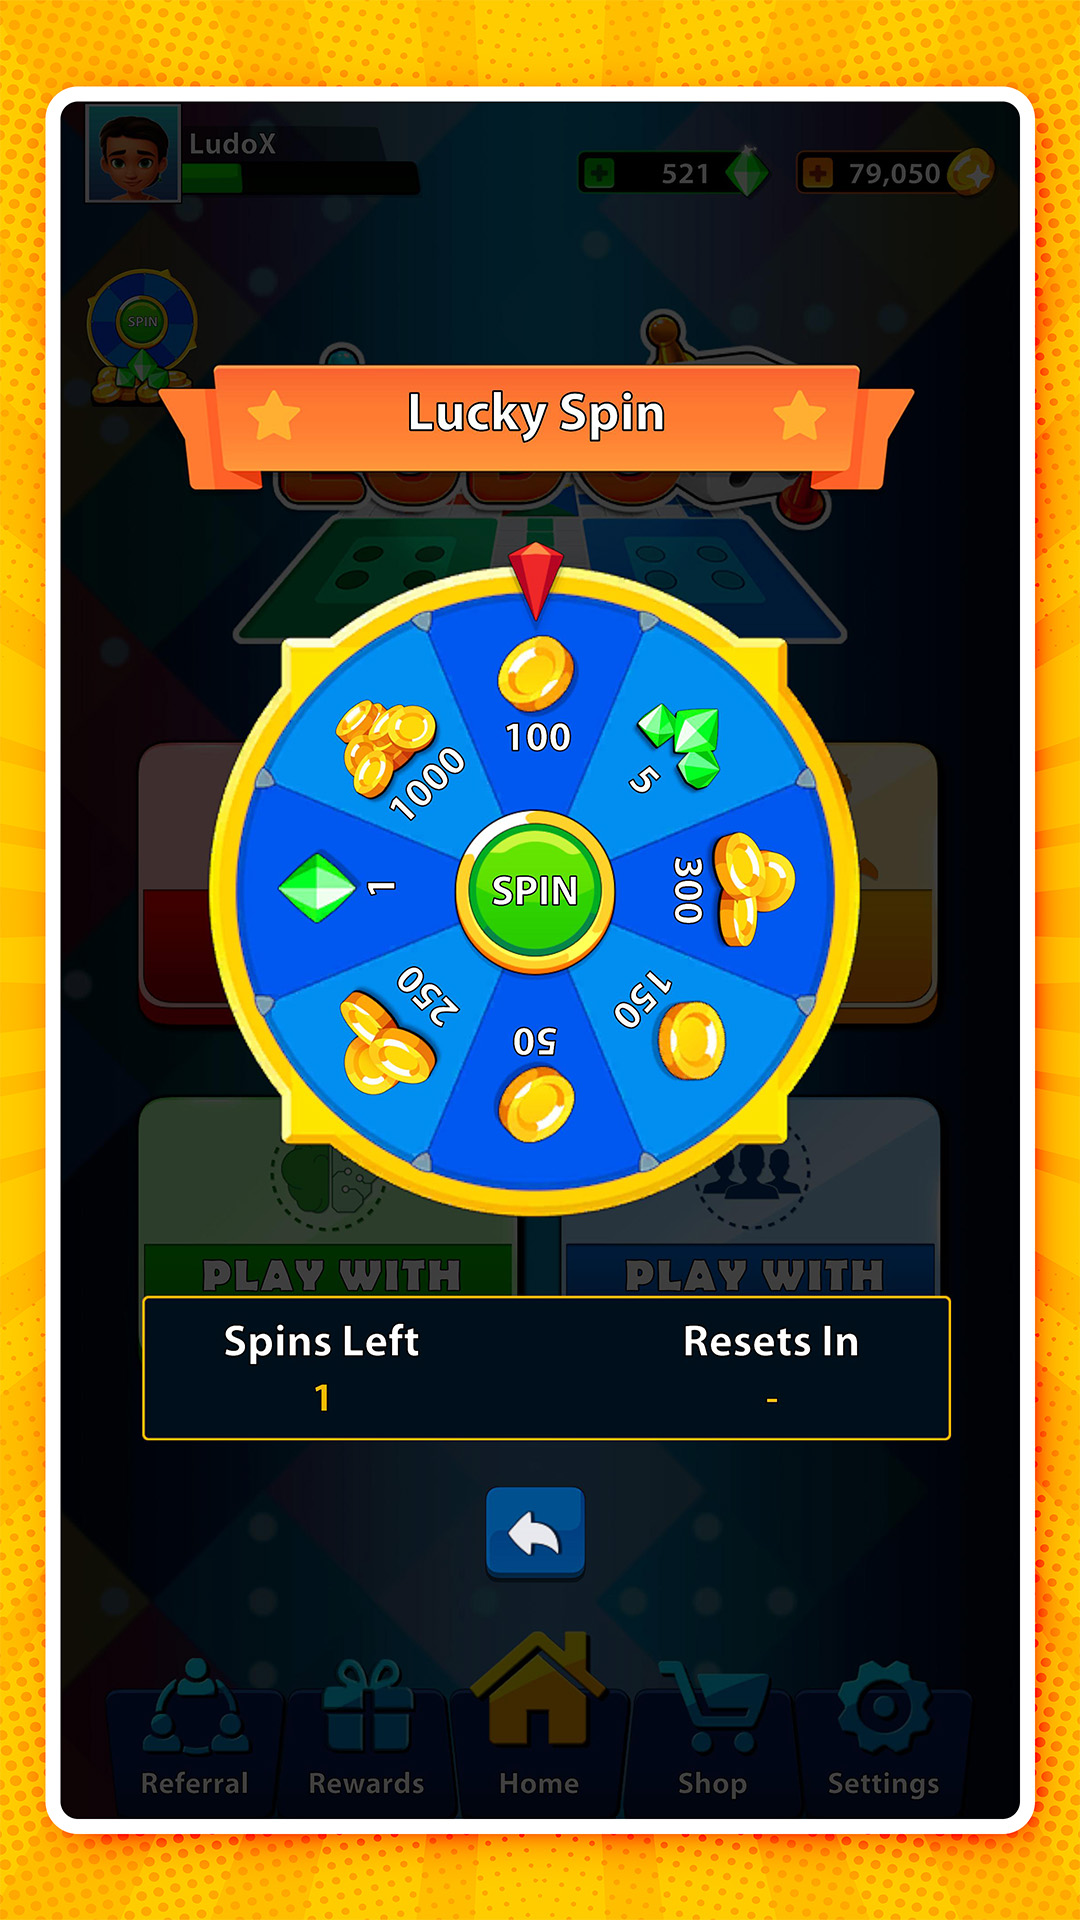 LudoX
521
79,050
SPIN
Lucky Spin
LUDO
100
5
1000
300
1
SPIN
250
150
50
PLAY WITH
PLAY WITH
Spins Left
Resets In
1
-
Referral
Rewards
Home
Shop
Settings